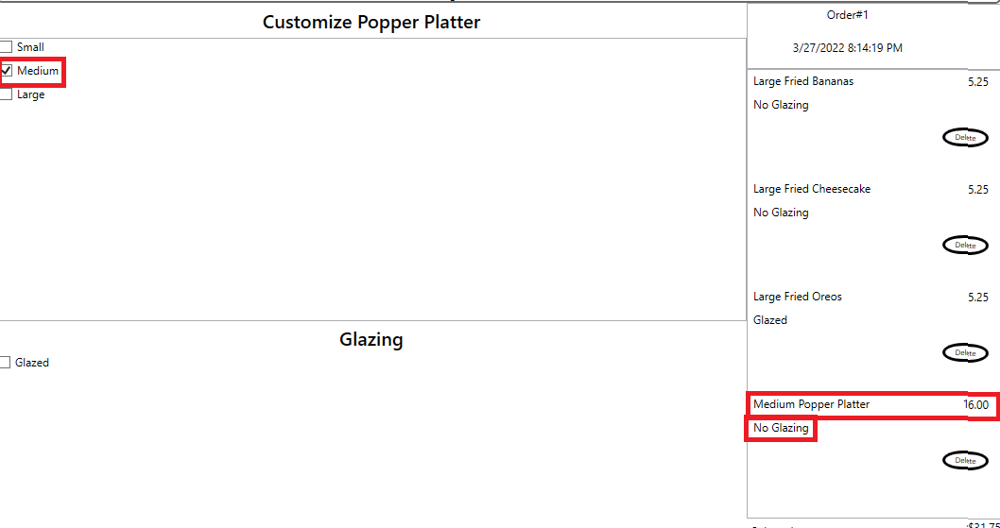 Customize Popper Platter
Small
Medium
Large
Glazing
Glazed
Order#1
3/27/2022 8:14:19 PM
Large Fried Bananas 5.25
No Glazing
Delete
Large Fried Cheesecake 5.25
No Glazing
Delete
Large Fried Oreos 5.25
Glazed
Delete
Medium Popper Platter 16.00
No Glazing
Delete
$31.75